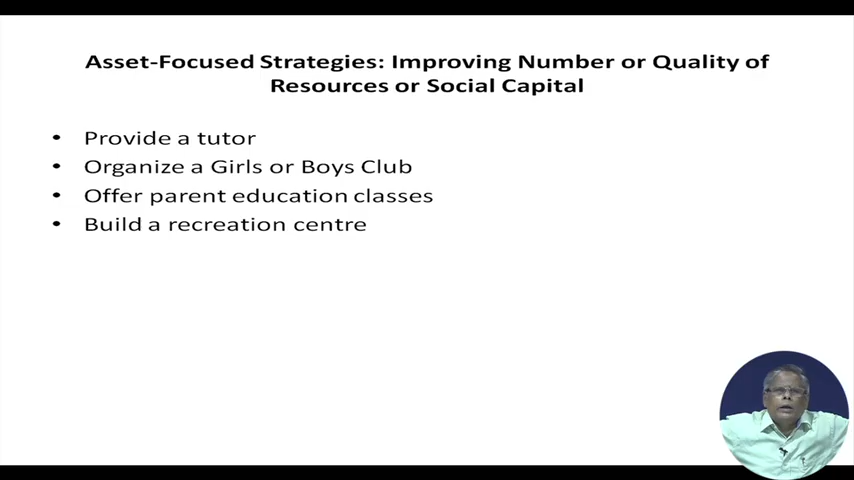 Asset-Focused Strategies: Improving Number or Quality of
Resources or Social Capital
• Provide a tutor
• Organize a Girls or Boys Club
• Offer parent education classes
• Build a recreation centre